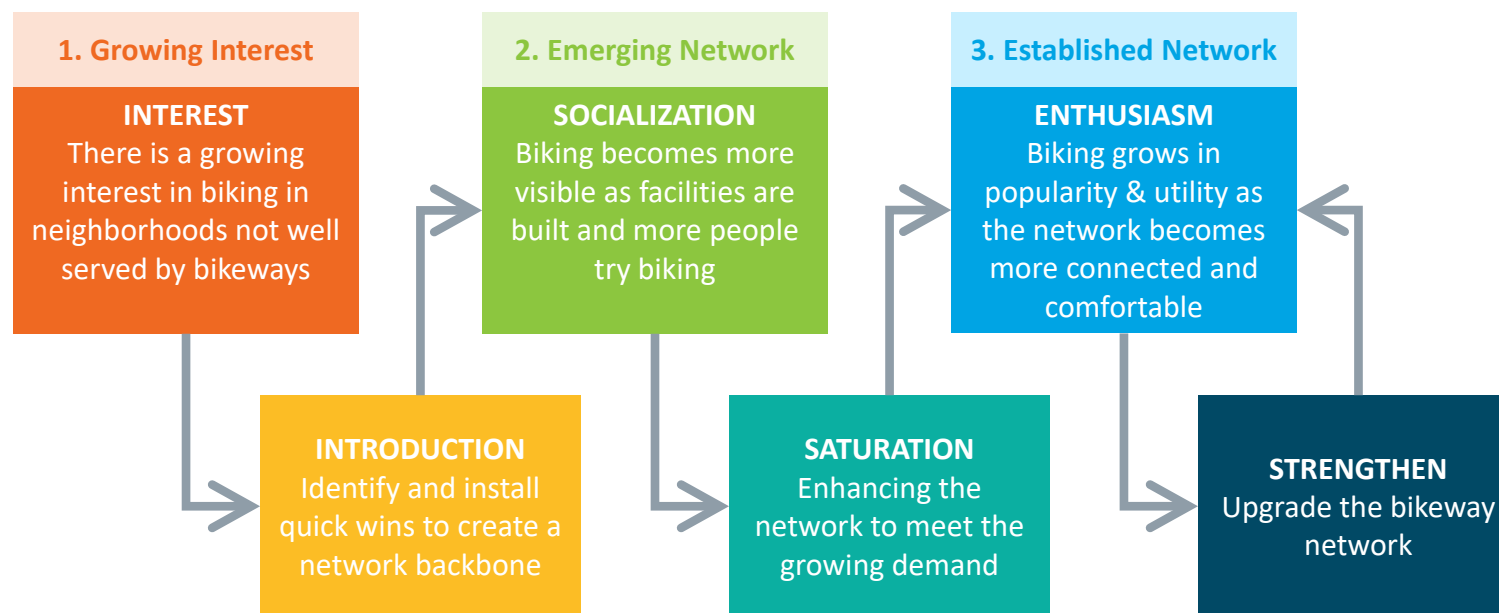 1. Growing Interest
INTEREST
There is a growing
interest in biking in
neighborhoods not well
served by bikeways
INTRODUCTION
Identify and install
quick wins to create a
network backbone
2. Emerging Network
SOCIALIZATION
Biking becomes more
visible as facilities are
built and more people
try biking
SATURATION
Enhancing the
network to meet the
growing demand
3. Established Network
ENTHUSIASM
Biking grows in
popularity & utility as
the network becomes
more connected and
comfortable
STRENGTHEN
Upgrade the bikeway
network